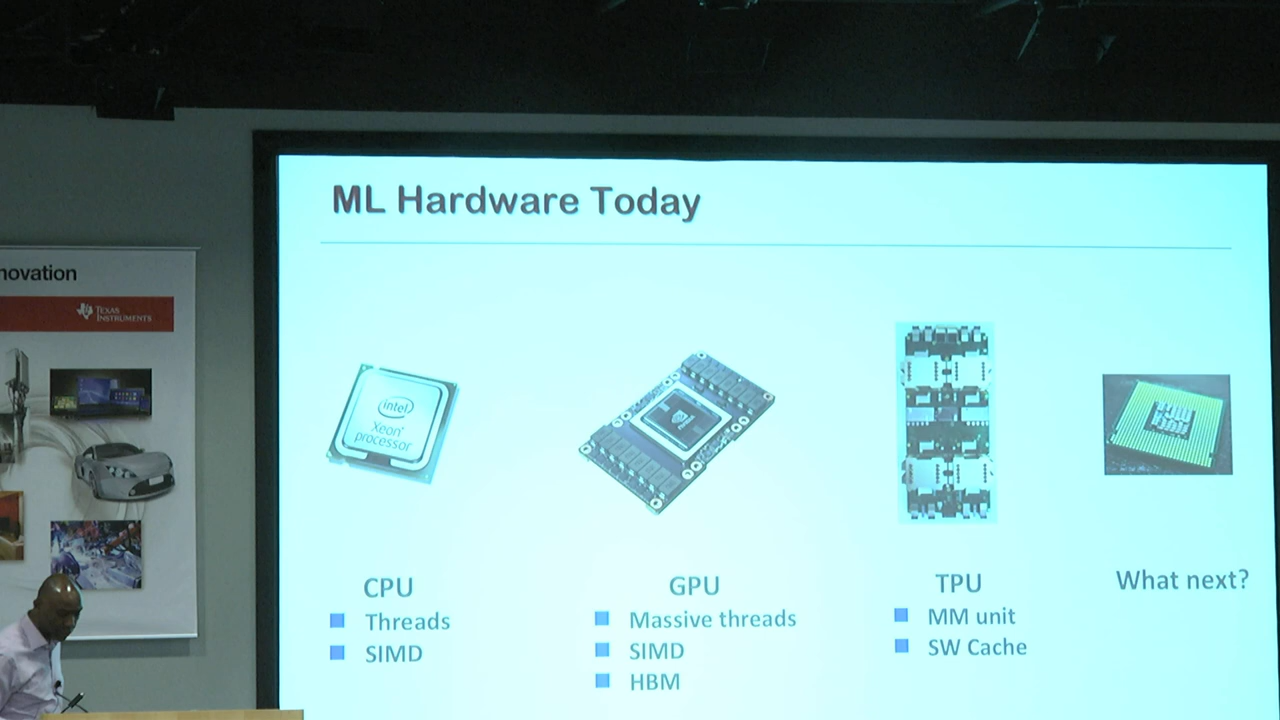 ML Hardware Today
novation
TEXAS
INSTRUMENTS
intel
Xeon
processor
CPU
Threads
SIMD
GPU
Massive threads
SIMD
HBM
TPU
MM unit
SW Cache
What next?